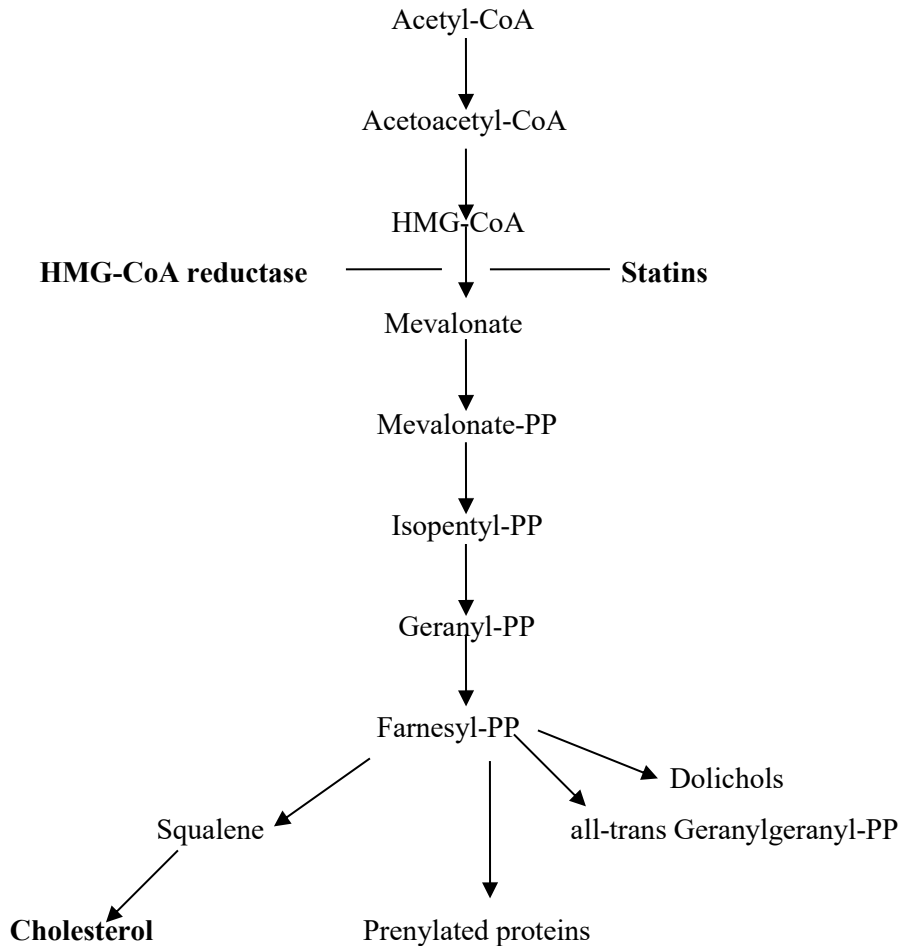 Acetyl-CoA
Acetoacetyl-CoA
HMG-CoA
HMG-CoA reductase
Statins
Mevalonate
Mevalonate-PP
Isopentyl-PP
Geranyl-PP
Farnesyl-PP
Dolichols
Squalene
all-trans Geranylgeranyl-PP
Cholesterol
Prenylated proteins